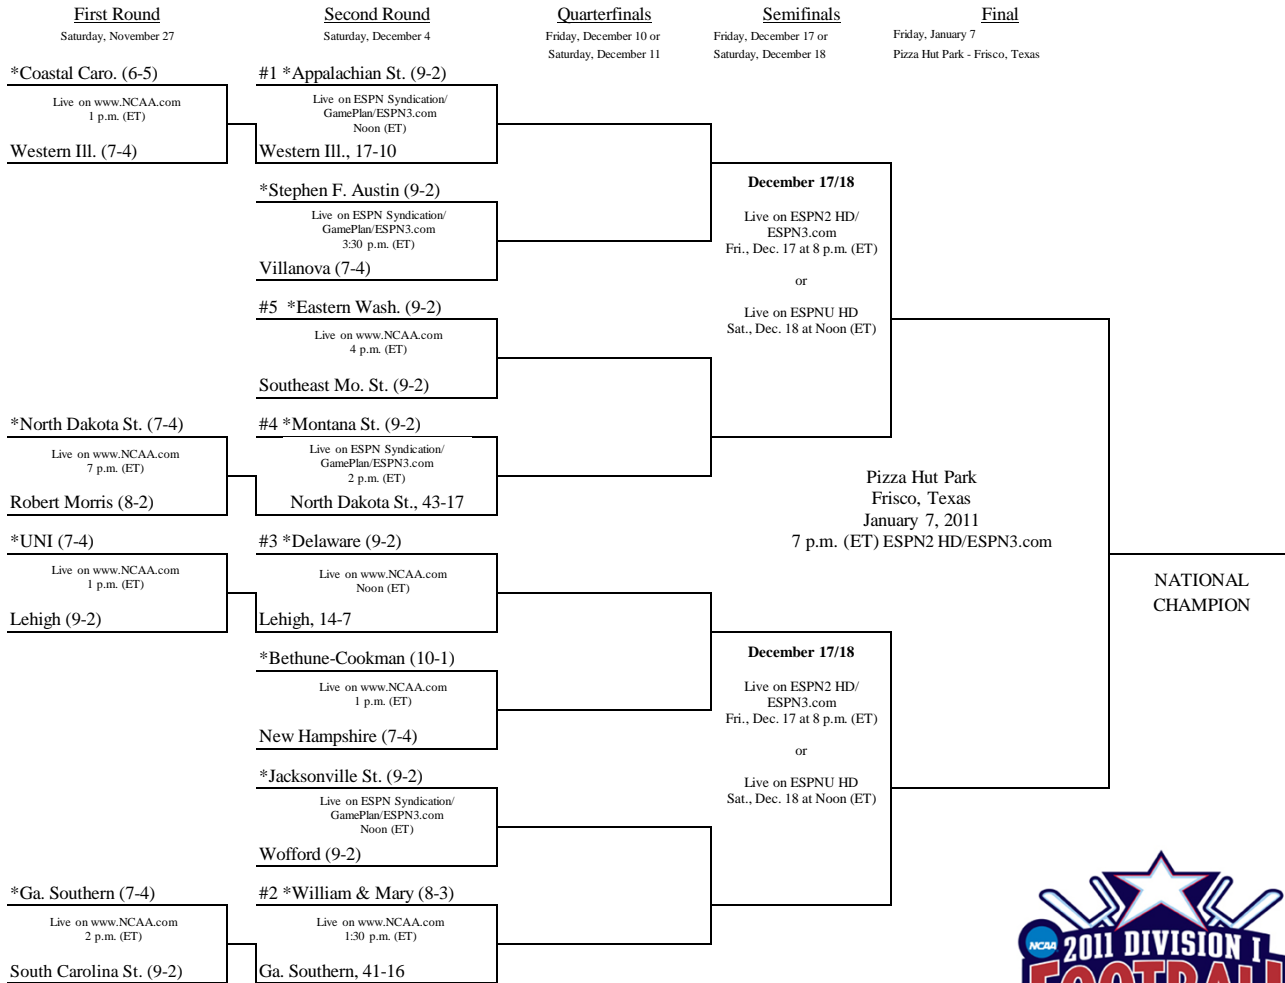 First Round
Saturday, November 27
Second Round
Saturday, December 4
Quarterfinals
Friday, December 10 or
Saturday, December 11
Semifinals
Friday, December 17 or
Saturday, December 18
Final
Friday, January 7
Pizza Hut Park - Frisco, Texas
*Coastal Caro. (6-5)
Live on www.NCAA.com
1 p.m. (ET)
Western Ill. (7-4)
*North Dakota St. (7-4)
Live on www.NCAA.com
7 p.m. (ET)
Robert Morris (8-2)
*UNI (7-4)
Live on www.NCAA.com
1 p.m. (ET)
Lehigh (9-2)
*Ga. Southern (7-4)
Live on www.NCAA.com
2 p.m. (ET)
South Carolina St. (9-2)
#1 *Appalachian St. (9-2)
Live on ESPN Syndication/
GamePlan/ESPN3.com
Noon (ET)
Western Ill., 17-10
*Stephen F. Austin (9-2)
Live on ESPN Syndication/
GamePlan/ESPN3.com
3:30 p.m. (ET)
Villanova (7-4)
#5 *Eastern Wash. (9-2)
Live on www.NCAA.com
4 p.m. (ET)
Southeast Mo. St. (9-2)
#4 *Montana St. (9-2)
Live on ESPN Syndication/
GamePlan/ESPN3.com
2 p.m. (ET)
North Dakota St., 43-17
#3 *Delaware (9-2)
Live on www.NCAA.com
Noon (ET)
Lehigh, 14-7
*Bethune-Cookman (10-1)
Live on www.NCAA.com
1 p.m. (ET)
New Hampshire (7-4)
*Jacksonville St. (9-2)
Live on ESPN Syndication/
GamePlan/ESPN3.com
Noon (ET)
Wofford (9-2)
#2 *William & Mary (8-3)
Live on www.NCAA.com
1:30 p.m. (ET)
Ga. Southern, 41-16
December 17/18
Live on ESPN2 HD/
ESPN3.com
Fri., Dec. 17 at 8 p.m. (ET)
or
Live on ESPNU HD
Sat., Dec. 18 at Noon (ET)
December 17/18
Live on ESPN2 HD/
ESPN3.com
Fri., Dec. 17 at 8 p.m. (ET)
or
Live on ESPNU HD
Sat., Dec. 18 at Noon (ET)
Pizza Hut Park
Frisco, Texas
January 7, 2011
7 p.m. (ET) ESPN2 HD/ESPN3.com
NATIONAL
CHAMPION
NCAA
2011 DIVISION I
FOOTBALL